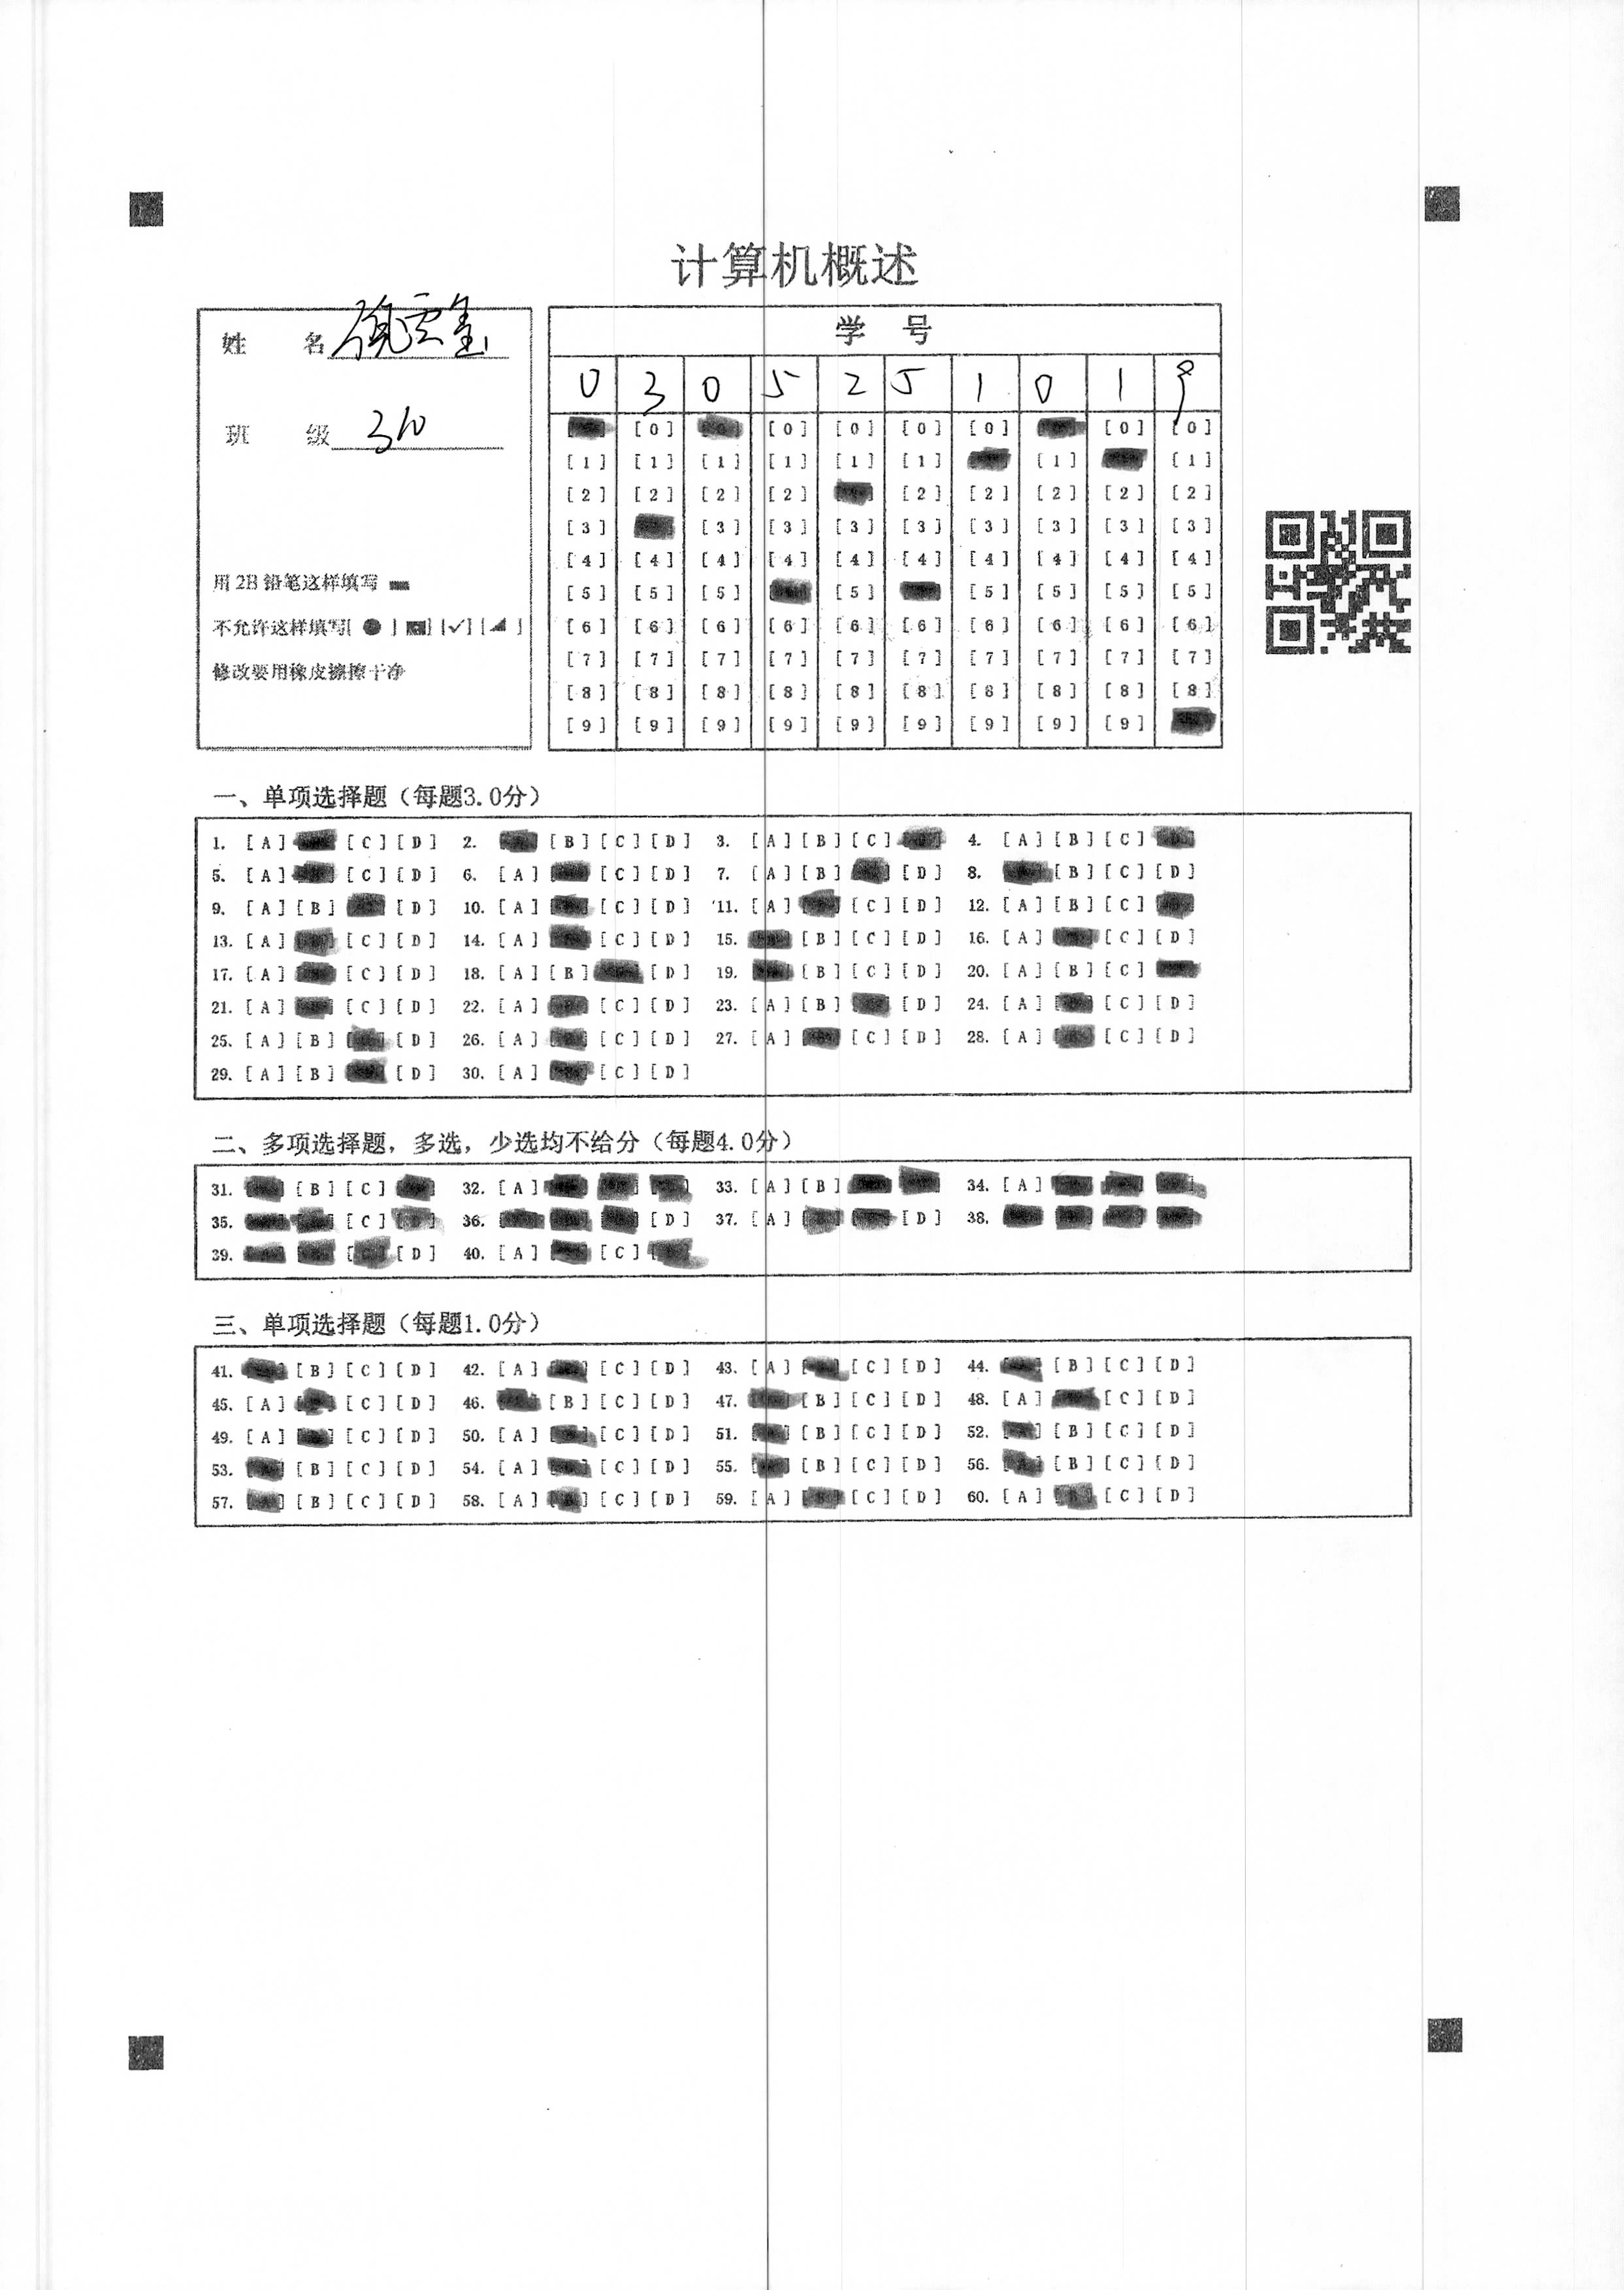 计算机概述
姓 名
班 级 310
用 2B 铅笔这样填写
不允许这样填写[ ● ] [ ] [✓] [ ]
修改要用橡皮擦擦干净
学 号
0 3 0 5 2 5 1 0 1 9
[0] [0] [0] [0] [0] [0] [0]
[1] [1] [1] [1] [1] [1] [1] [1]
[2] [2] [2] [2] [2] [2] [2] [2] [2]
[3] [3] [3] [3] [3] [3] [3] [3] [3]
[4] [4] [4] [4] [4] [4] [4] [4] [4] [4]
[5] [5] [5] [5] [5] [5] [5] [5]
[6] [6] [6] [6] [6] [6] [6] [6] [6] [6]
[7] [7] [7] [7] [7] [7] [7] [7] [7] [7]
[8] [8] [8] [8] [8] [8] [8] [8] [8] [8]
[9] [9] [9] [9] [9] [9] [9] [9] [9]
一、单项选择题（每题3.0分）
1. [A] [C] [D] 2. [B] [C] [D] 3. [A] [B] [C] 4. [A] [B] [C]
5. [A] [C] [D] 6. [A] [C] [D] 7. [A] [B] [D] 8. [B] [C] [D]
9. [A] [B] [D] 10. [A] [C] [D] 11. [A] [C] [D] 12. [A] [B] [C]
13. [A] [C] [D] 14. [A] [C] [D] 15. [B] [C] [D] 16. [A] [C] [D]
17. [A] [C] [D] 18. [A] [B] [D] 19. [B] [C] [D] 20. [A] [B] [C]
21. [A] [C] [D] 22. [A] [C] [D] 23. [A] [B] [D] 24. [A] [C] [D]
25. [A] [B] [D] 26. [A] [C] [D] 27. [A] [C] [D] 28. [A] [C] [D]
29. [A] [B] [D] 30. [A] [C] [D]
二、多项选择题，多选，少选均不给分（每题4.0分）
31. [B] [C] 32. [A] 33. [A] [B] 34. [A]
35. [C] 36. [D] 37. [A] [D] 38.
39. [D] 40. [A] [C]
三、单项选择题（每题1.0分）
41. [B] [C] [D] 42. [A] [C] [D] 43. [A] [C] [D] 44. [B] [C] [D]
45. [A] [C] [D] 46. [B] [C] [D] 47. [B] [C] [D] 48. [A] [C] [D]
49. [A] [C] [D] 50. [A] [C] [D] 51. [B] [C] [D] 52. [B] [C] [D]
53. [B] [C] [D] 54. [A] [C] [D] 55. [B] [C] [D] 56. [B] [C] [D]
57. [B] [C] [D] 58. [A] [C] [D] 59. [A] [C] [D] 60. [A] [C] [D]